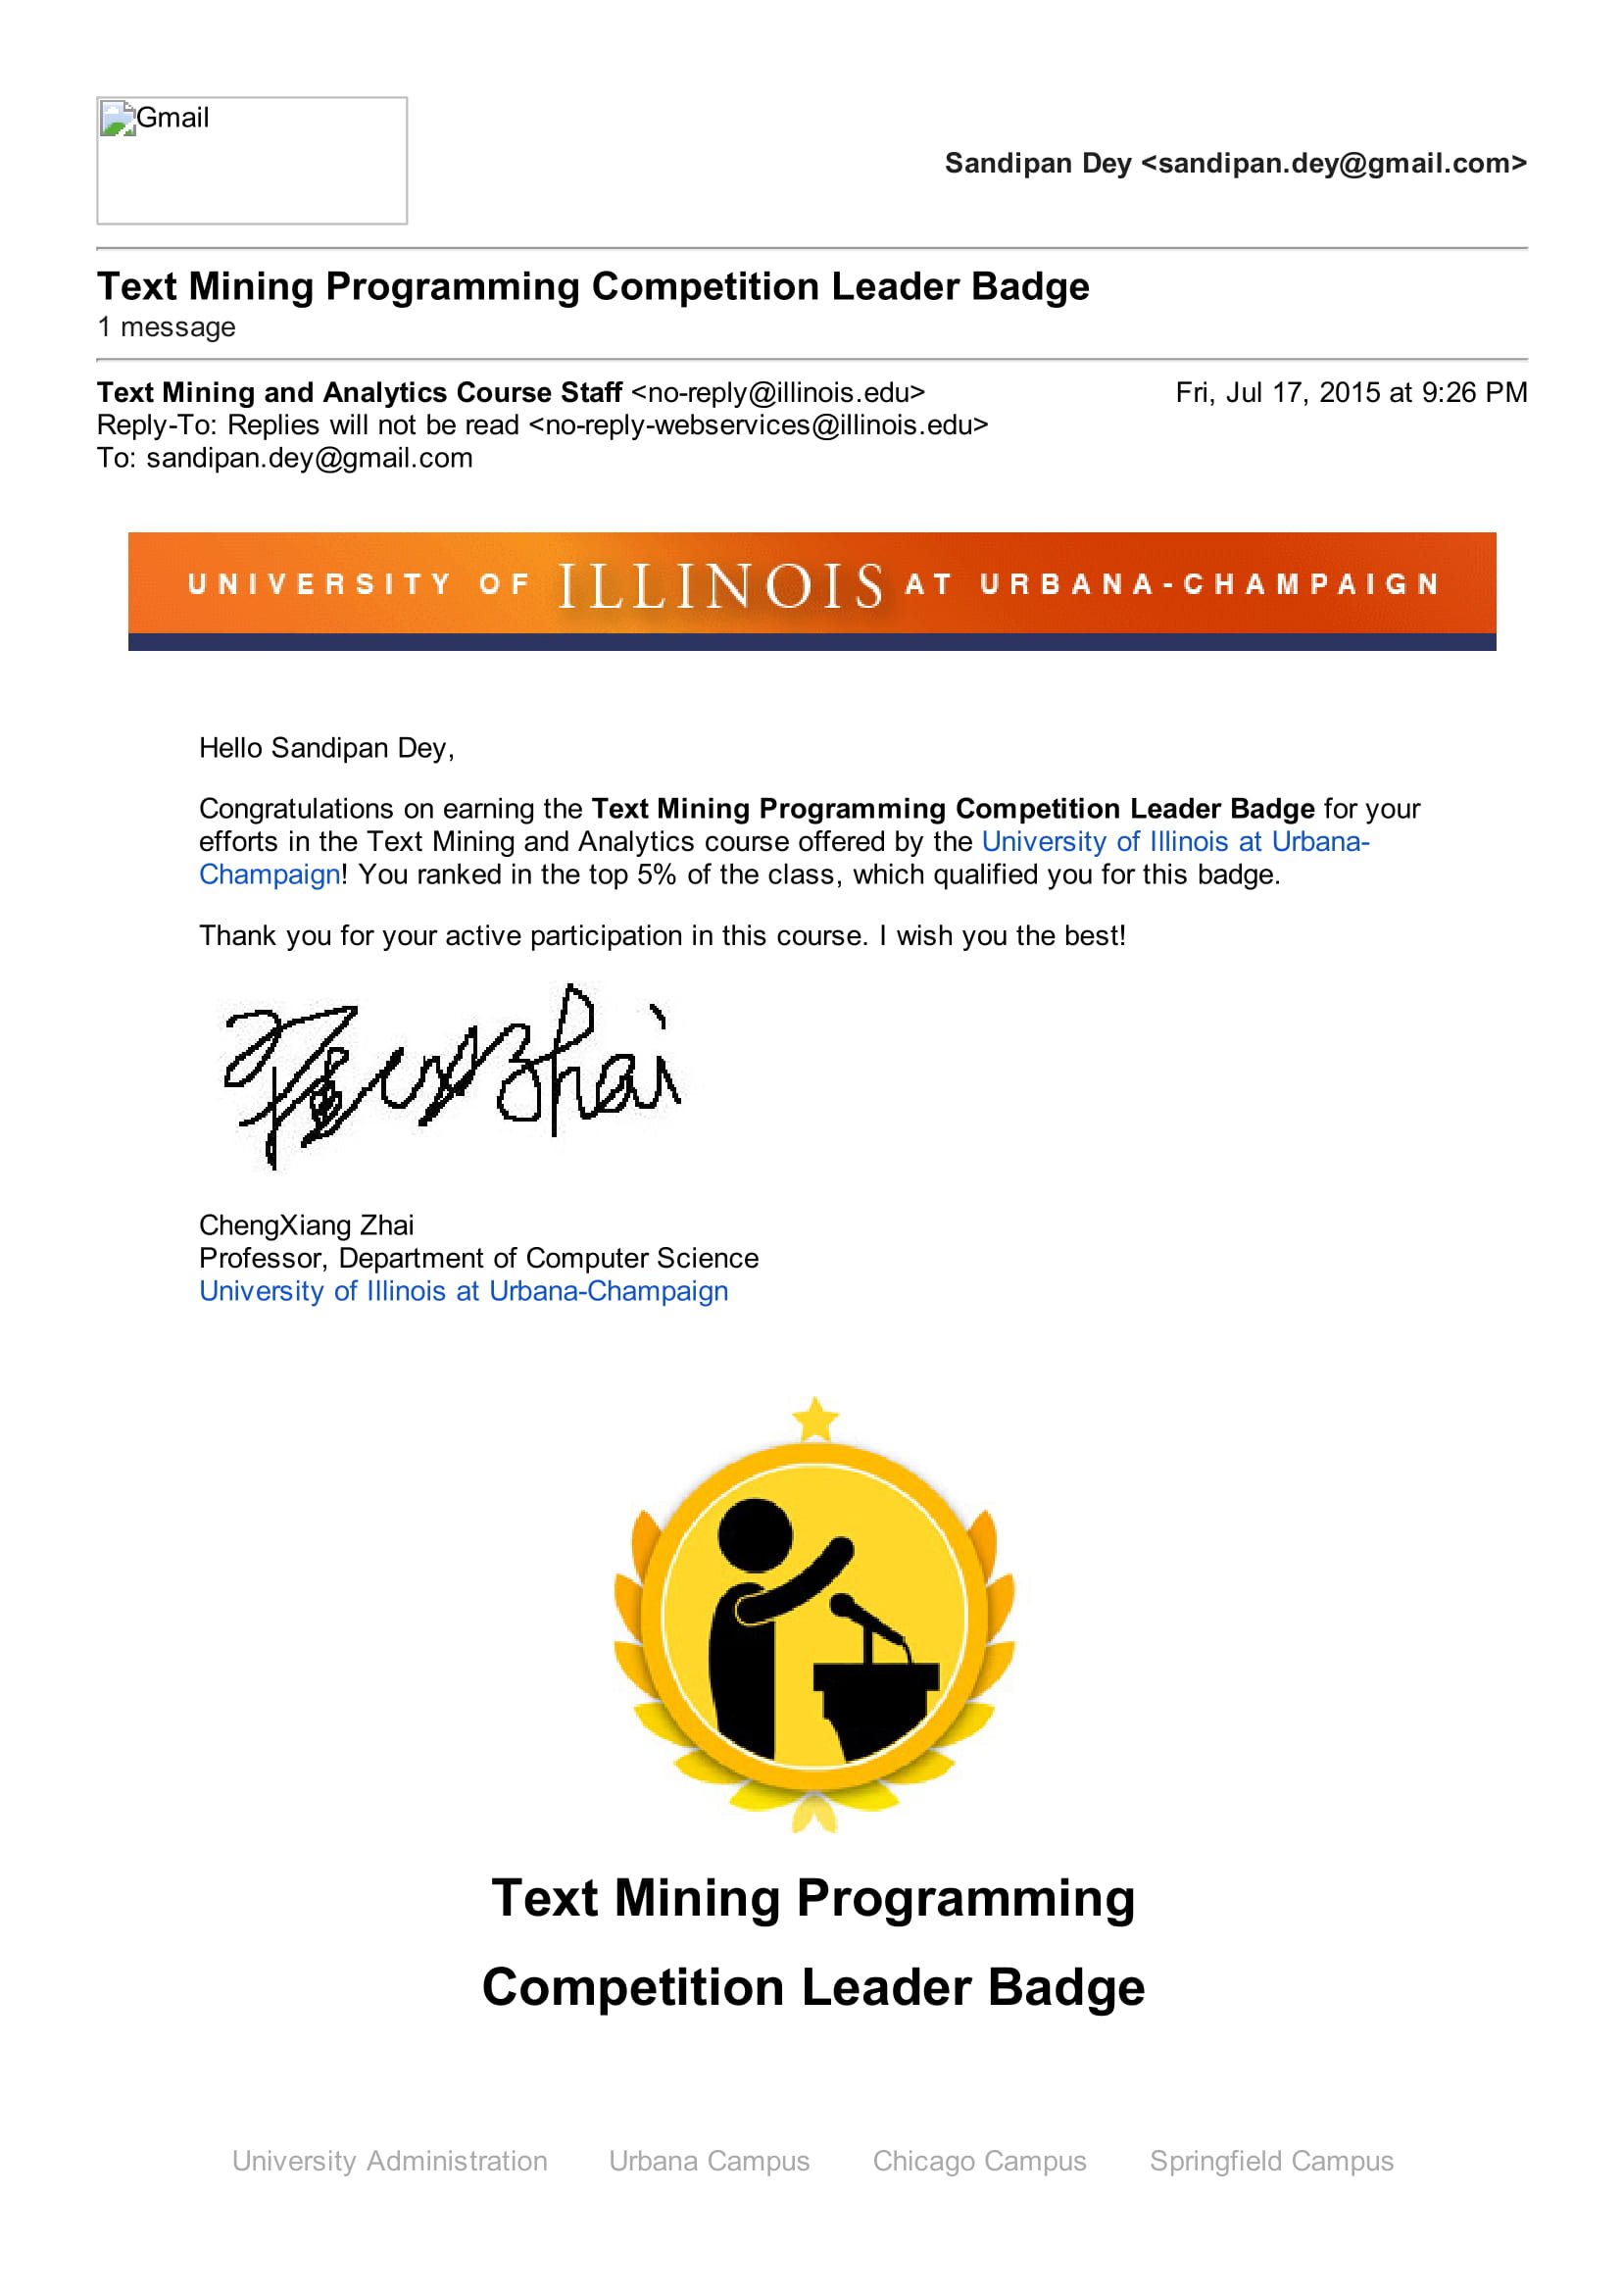 Gmail
Sandipan Dey <sandipan.dey@gmail.com>
Text Mining Programming Competition Leader Badge
1 message
Text Mining and Analytics Course Staff <no-reply@illinois.edu> Fri, Jul 17, 2015 at 9:26 PM
Reply-To: Replies will not be read <no-reply-webservices@illinois.edu>
To: sandipan.dey@gmail.com
UNIVERSITY OF ILLINOIS AT URBANA-CHAMPAIGN
Hello Sandipan Dey,
Congratulations on earning the Text Mining Programming Competition Leader Badge for your
efforts in the Text Mining and Analytics course offered by the University of Illinois at Urbana-
Champaign! You ranked in the top 5% of the class, which qualified you for this badge.
Thank you for your active participation in this course. I wish you the best!
Zhai
ChengXiang Zhai
Professor, Department of Computer Science
University of Illinois at Urbana-Champaign
Text Mining Programming
Competition Leader Badge
University Administration Urbana Campus Chicago Campus Springfield Campus